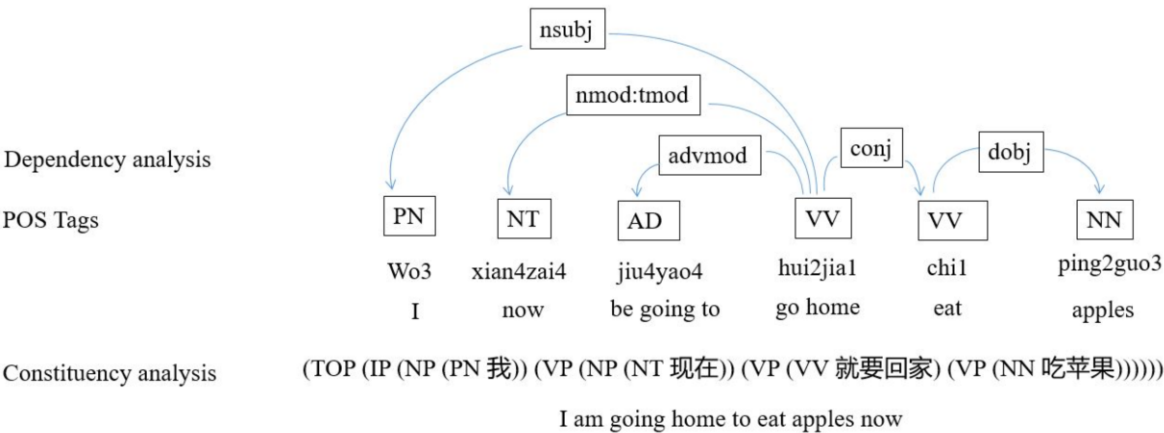 nsubj
nmod:tmod
advmod
conj
dobj
Dependency analysis
POS Tags
PN NT AD VV VV NN
Wo3 xian4zai4 jiu4yao4 hui2jia1 chi1 ping2guo3
I now be going to go home eat apples
Constituency analysis
(TOP (IP (NP (PN 我)) (VP (NP (NT 现在)) (VP (VV 就要回家) (VP (NN 吃苹果))))))
I am going home to eat apples now